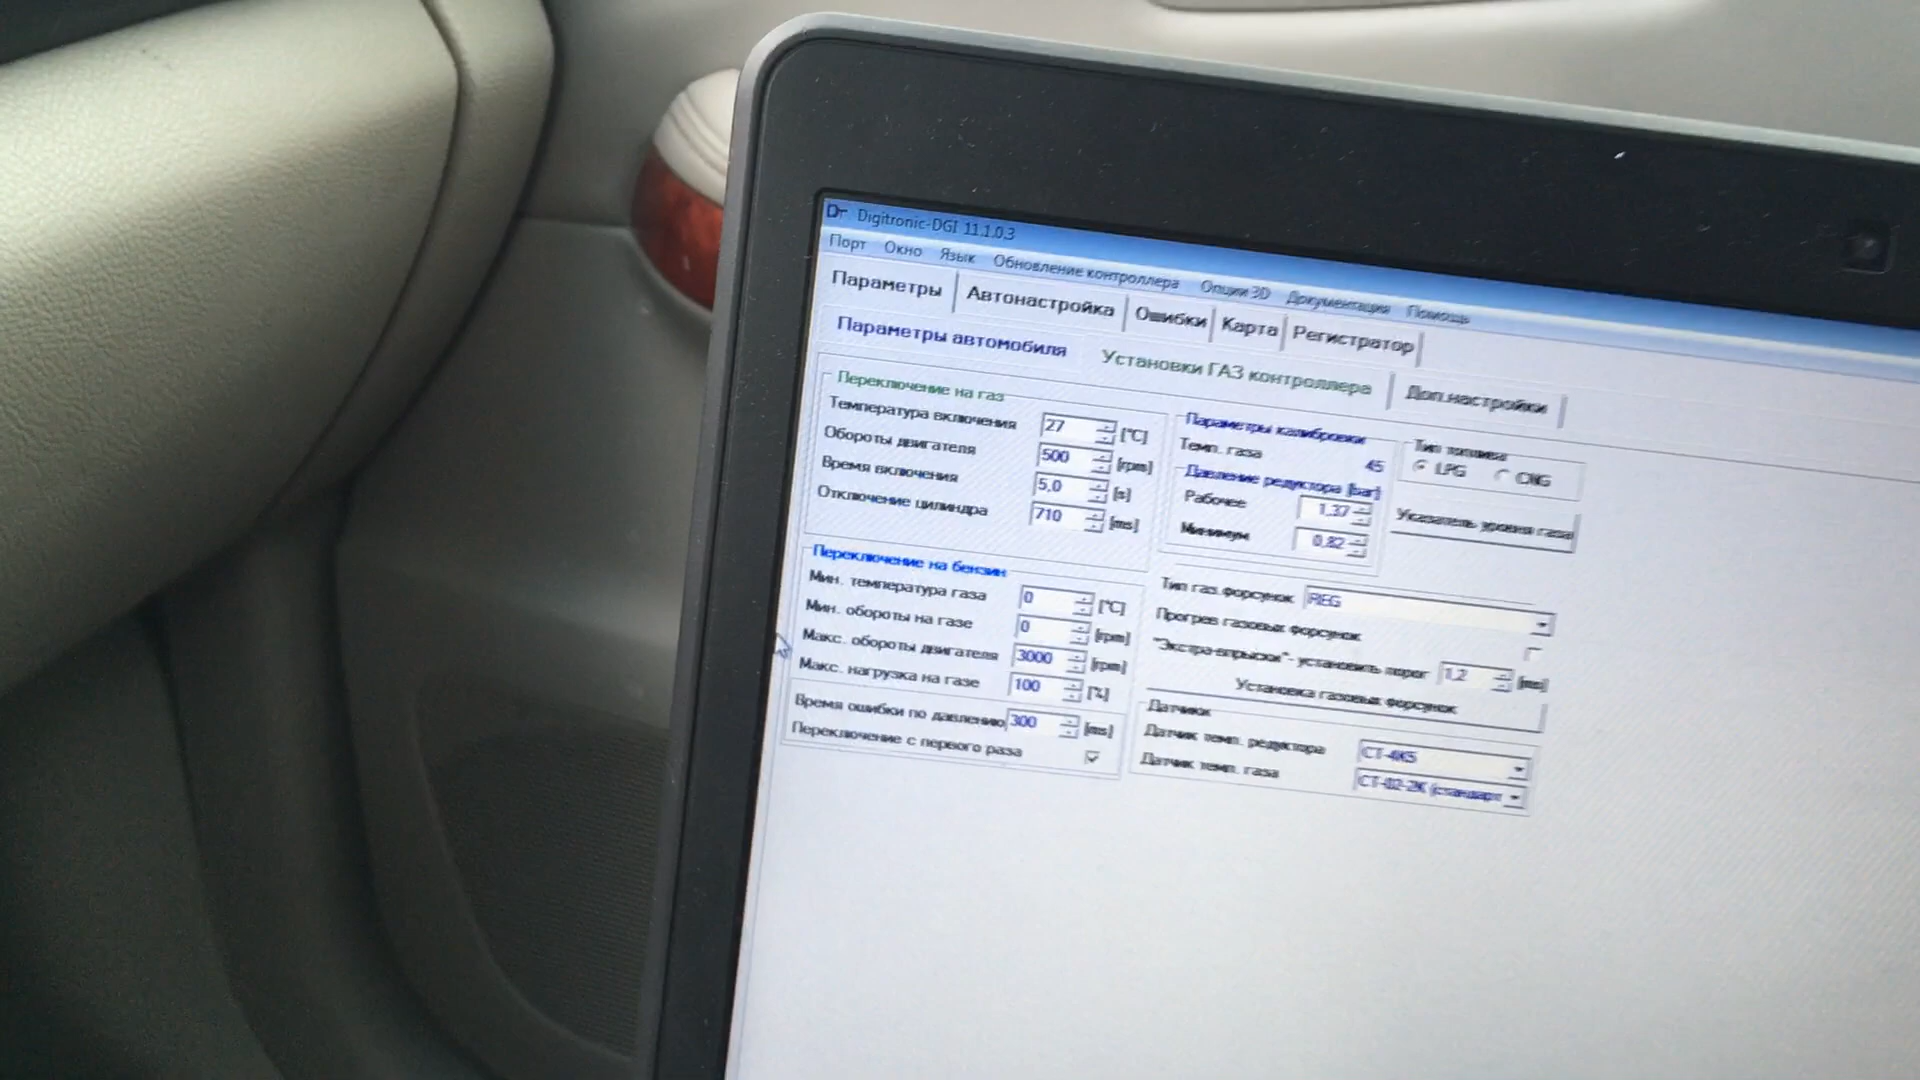 Digitronic-DGI 11.1.0.3
Порт Окно Язык Обновление контроллера Опции 3D Документация Помощь
Параметры Автонастройка Ошибки Карта Регистратор
Параметры автомобиля Установки ГАЗ контроллера Доп.настройки
Переключение на газ
Температура включения 27 [°C]
Обороты двигателя 500 [rpm]
Время включения 5,0 [s]
Отключение цилиндра 710 [ms]
Переключение на бензин
Мин. температура газа 0 [°C]
Мин. обороты на газе 0 [rpm]
Макс. обороты двигателя 3000 [rpm]
Макс. нагрузка на газе 100 [%]
Время ошибки по давлению 300 [ms]
Переключение с первого раза
Параметры калибровки
Темп. газа 45
Давление редуктора [bar]
Рабочее 1,37
Минимум 0,82
Тип топлива
LPG CNG
Указатель уровня газа
Тип газ.форсунок REG
Прогрев газовых форсунок
"Экстра-впрыски"- установить порог 1,2 [ms]
Установка газовых форсунок
Датчики
Датчик темп. редуктора CT-4K5
Датчик темп. газа CT-02-2K (стандарт